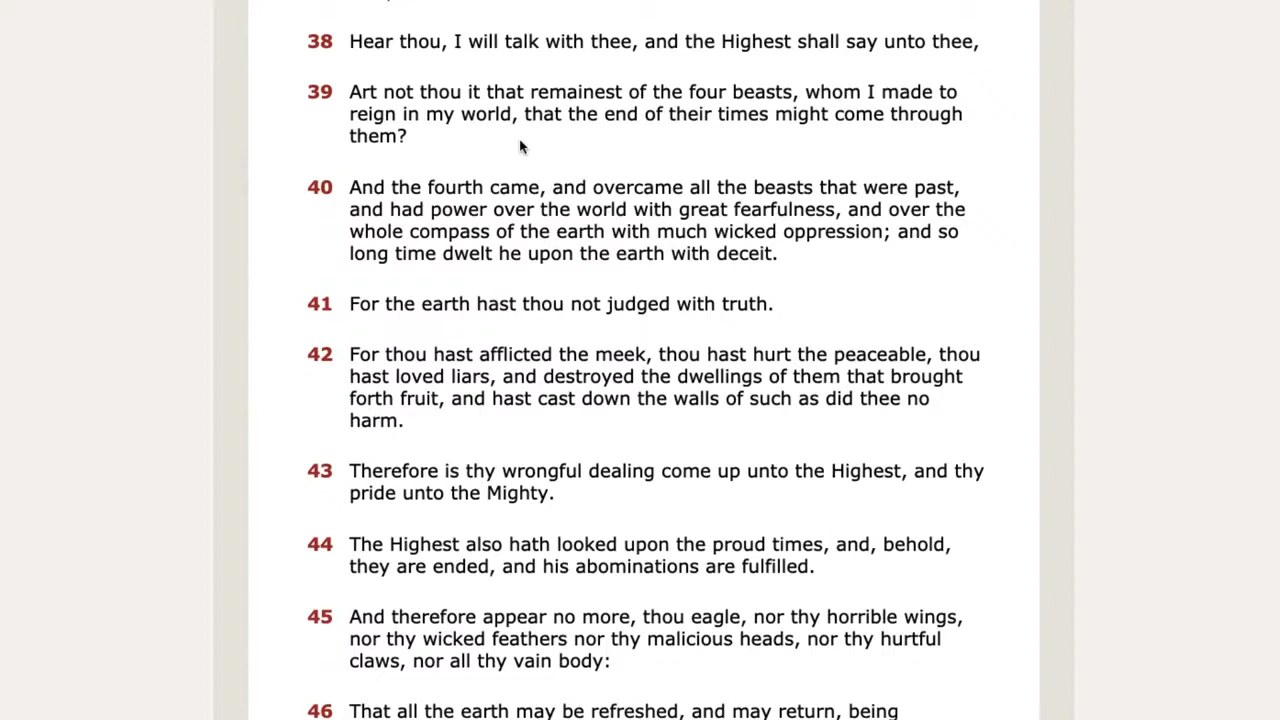 38 Hear thou, I will talk with thee, and the Highest shall say unto thee,
39 Art not thou it that remainest of the four beasts, whom I made to
reign in my world, that the end of their times might come through
them?
40 And the fourth came, and overcame all the beasts that were past,
and had power over the world with great fearfulness, and over the
whole compass of the earth with much wicked oppression; and so
long time dwelt he upon the earth with deceit.
41 For the earth hast thou not judged with truth.
42 For thou hast afflicted the meek, thou hast hurt the peaceable, thou
hast loved liars, and destroyed the dwellings of them that brought
forth fruit, and hast cast down the walls of such as did thee no
harm.
43 Therefore is thy wrongful dealing come up unto the Highest, and thy
pride unto the Mighty.
44 The Highest also hath looked upon the proud times, and, behold,
they are ended, and his abominations are fulfilled.
45 And therefore appear no more, thou eagle, nor thy horrible wings,
nor thy wicked feathers nor thy malicious heads, nor thy hurtful
claws, nor all thy vain body:
46 That all the earth may be refreshed, and may return, being